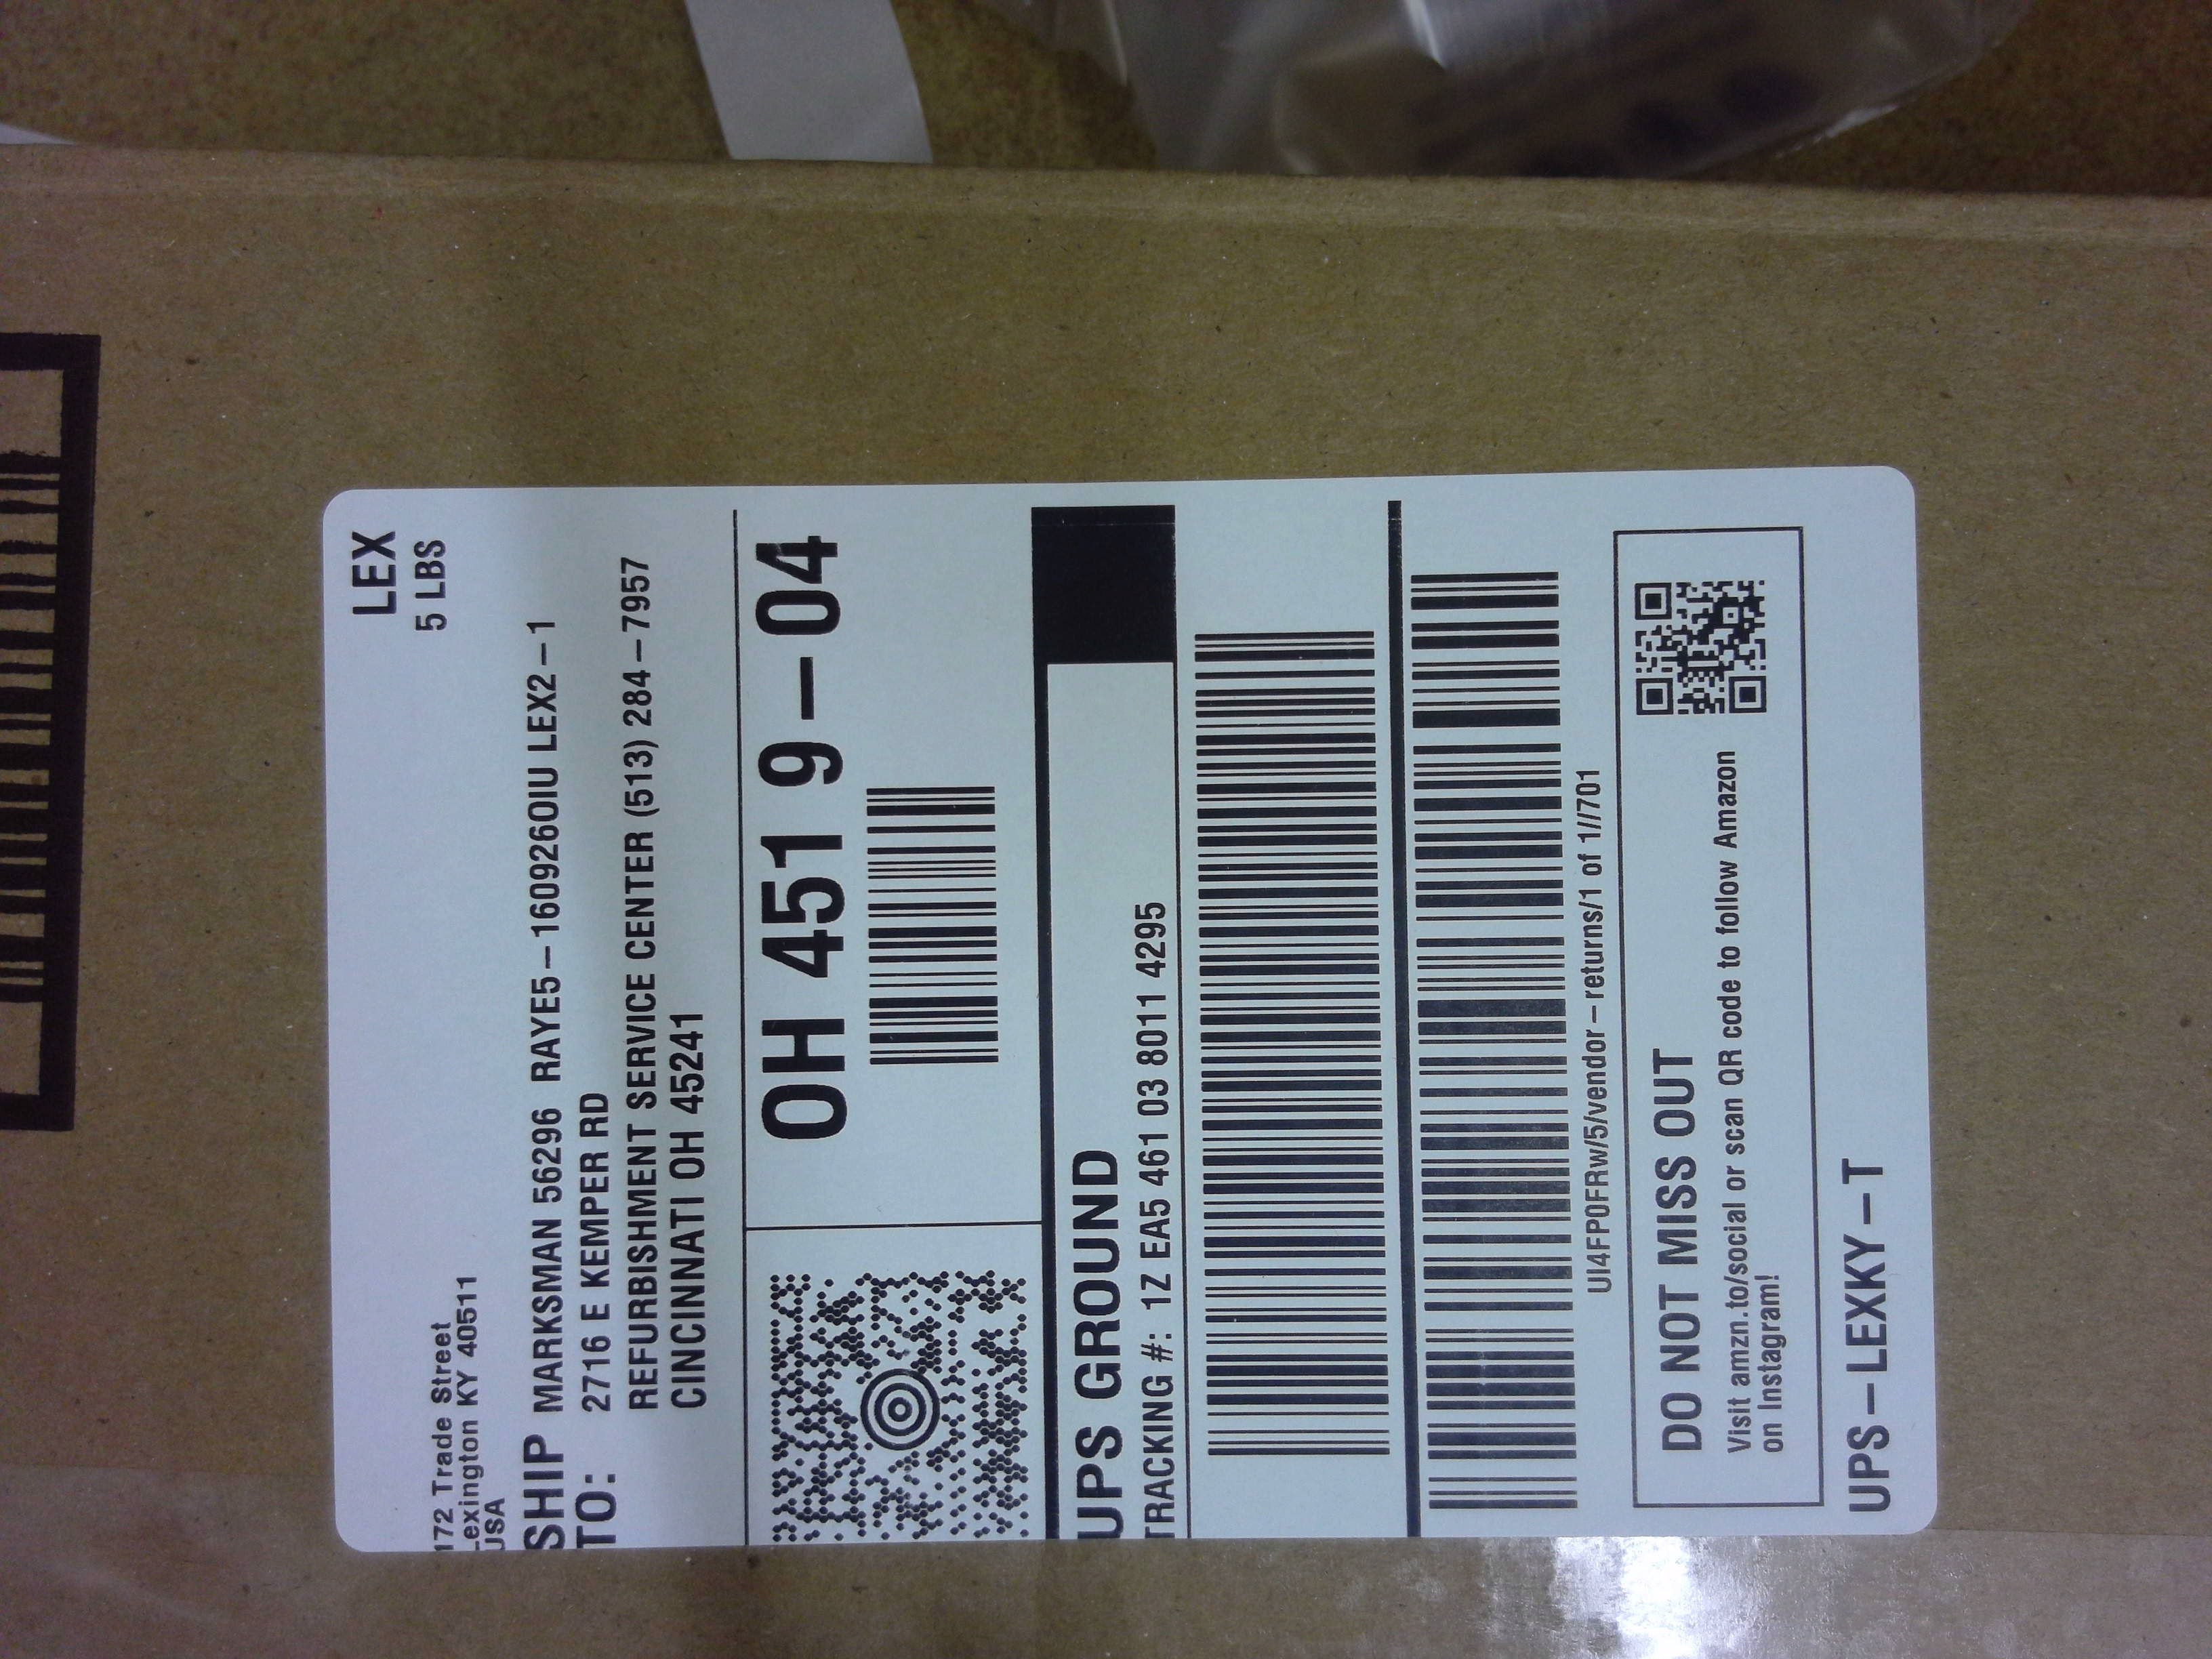 LEX
5 LBS
172 Trade Street
Lexington KY 40511
USA
SHIP TO:
MARKSMAN 56296 RAYE5-1609260IU LEX2-1
2716 E KEMPER RD
REFURBISHMENT SERVICE CENTER (513) 284-7957
CINCINNATI OH 45241
OH 451 9-04
UPS GROUND
TRACKING #: 1Z EA5 461 03 8011 4295
UI4FP0FRw/5/vendor-returns/1 of 1//701
DO NOT MISS OUT
Visit amzn.to/social or scan QR code to follow Amazon
on Instagram!
UPS-LEXKY-T